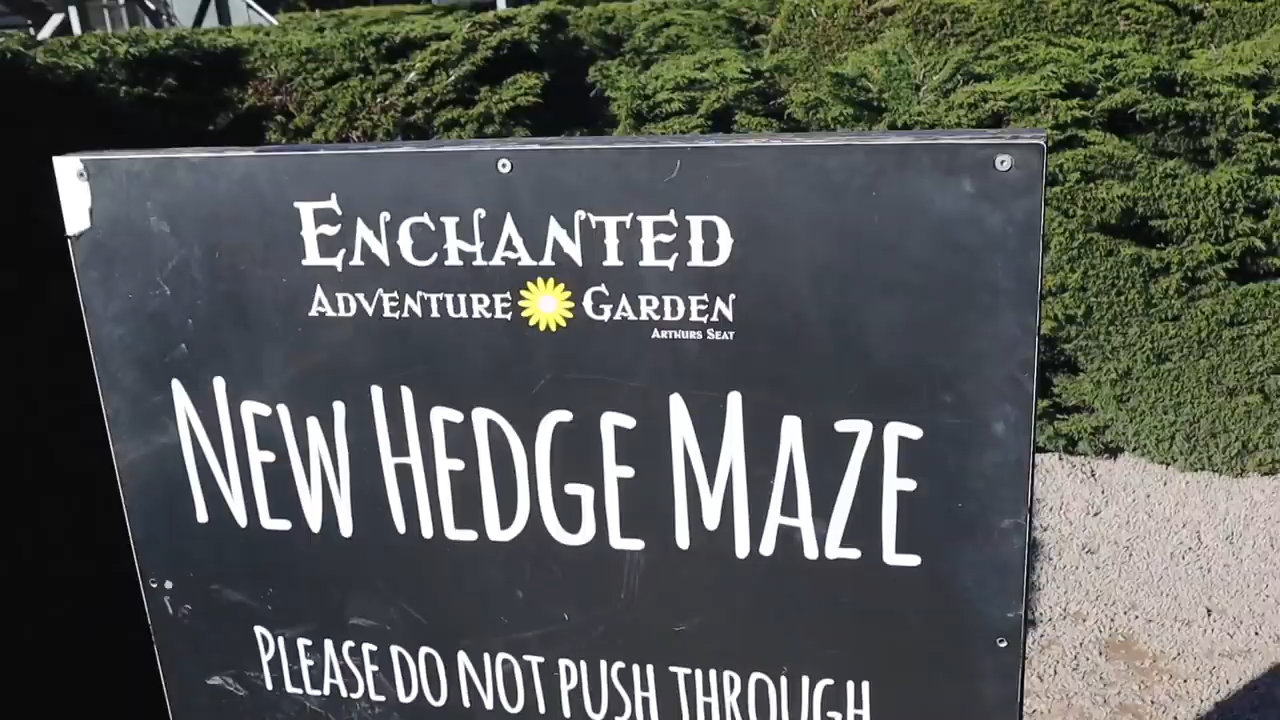 ENCHANTED
ADVENTURE GARDEN
ARTHURS SEAT
NEW HEDGE MAZE
PLEASE DO NOT PUSH THROUGH